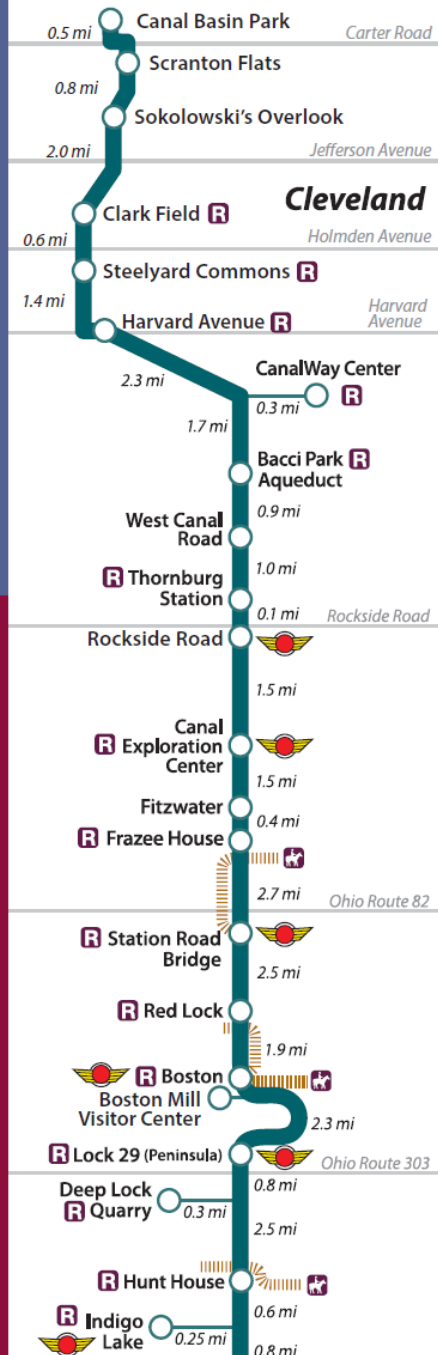 Canal Basin Park
0.5 mi
Carter Road
Scranton Flats
0.8 mi
Sokolowski's Overlook
2.0 mi
Jefferson Avenue
Cleveland
Clark Field R
0.6 mi
Holmden Avenue
Steelyard Commons R
1.4 mi
Harvard
Avenue
Harvard Avenue R
2.3 mi
CanalWay Center
0.3 mi R
1.7 mi
Bacci Park R
Aqueduct
0.9 mi
West Canal
Road
1.0 mi
R Thornburg
Station
0.1 mi
Rockside Road
Rockside Road
1.5 mi
Canal
R Exploration
Center
1.5 mi
Fitzwater
0.4 mi
R Frazee House
2.7 mi
Ohio Route 82
R Station Road
Bridge
2.5 mi
R Red Lock
1.9 mi
R Boston
Boston Mill
Visitor Center
2.3 mi
R Lock 29 (Peninsula)
Ohio Route 303
0.8 mi
Deep Lock
R Quarry
0.3 mi
2.5 mi
R Hunt House
0.6 mi
R Indigo
Lake
0.25 mi
0.8 mi